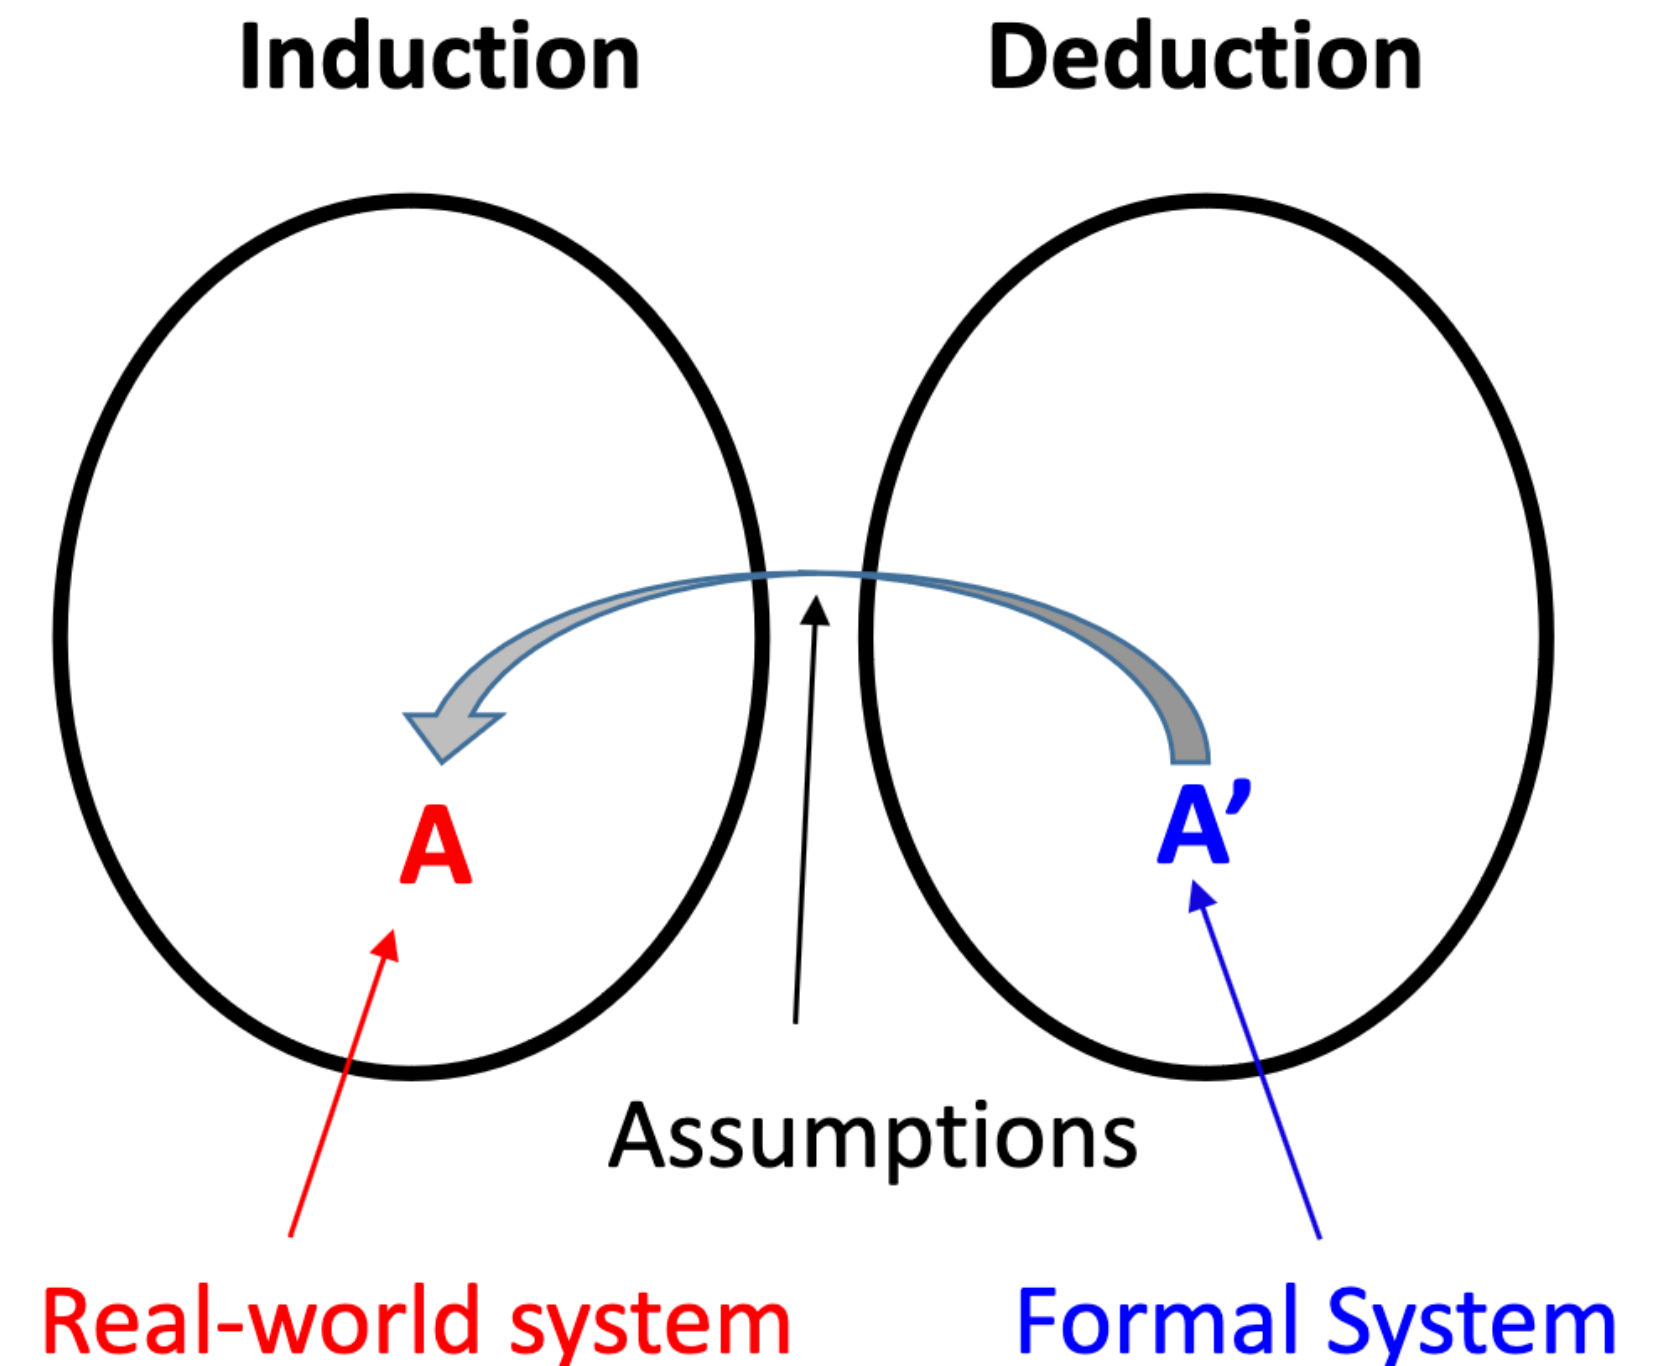 Induction
Deduction
A
A’
Assumptions
Real-world system
Formal System